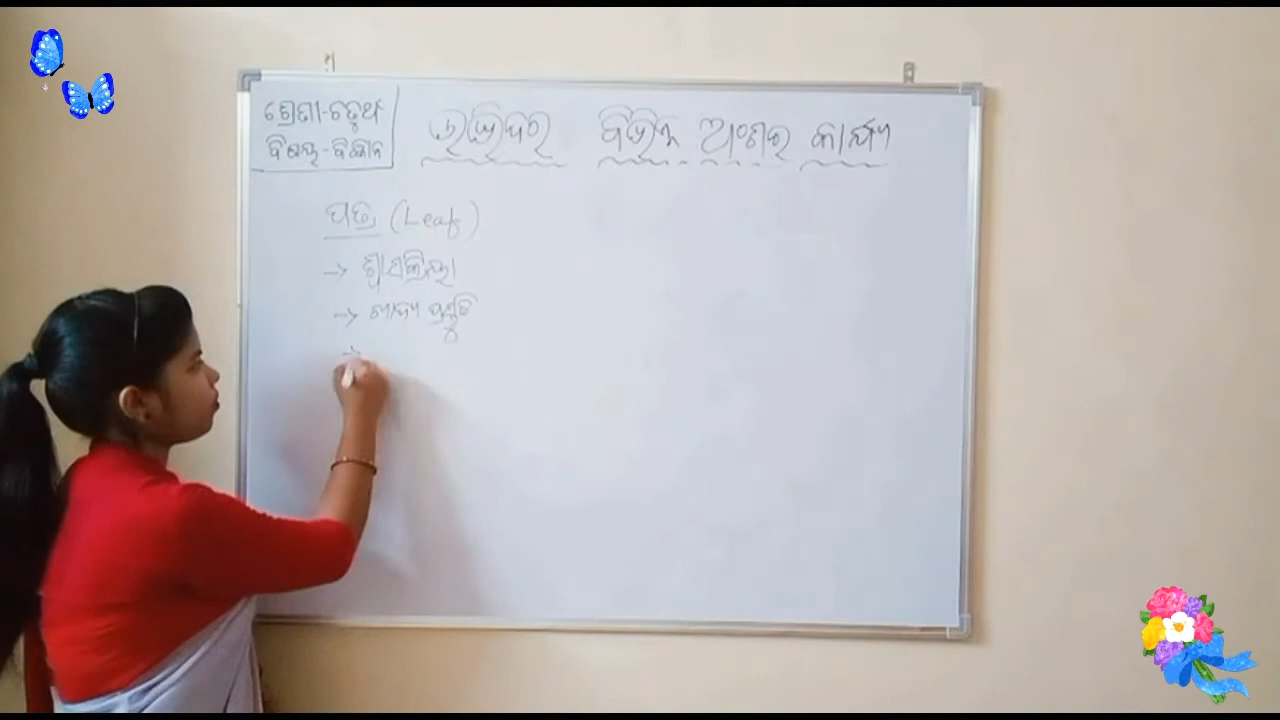 ଶ୍ରେଣୀ-ଚତୁର୍ଥ
ବିଷୟ-ବିଜ୍ଞାନ
ଉଦ୍ଭିଦର ବିଭିନ୍ନ ଅଂଶର କାର୍ଯ୍ୟ
ପତ୍ର (Leaf)
→ ଶ୍ୱାସକ୍ରିୟା
→ ଖାଦ୍ୟ ପ୍ରସ୍ତୁତି
→